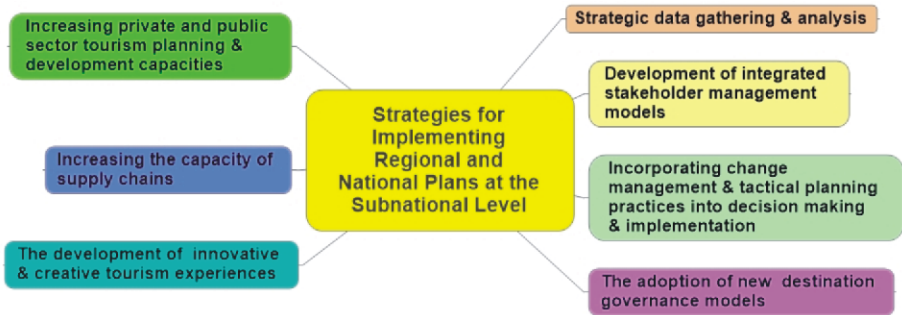 Increasing private and public
sector tourism planning &
development capacities
Increasing the capacity of
supply chains
The development of innovative
& creative tourism experiences
Strategies for
Implementing
Regional and
National Plans at the
Subnational Level
Strategic data gathering & analysis
Development of integrated
stakeholder management
models
Incorporating change
management & tactical planning
practices into decision making
& implementation
The adoption of new destination
governance models